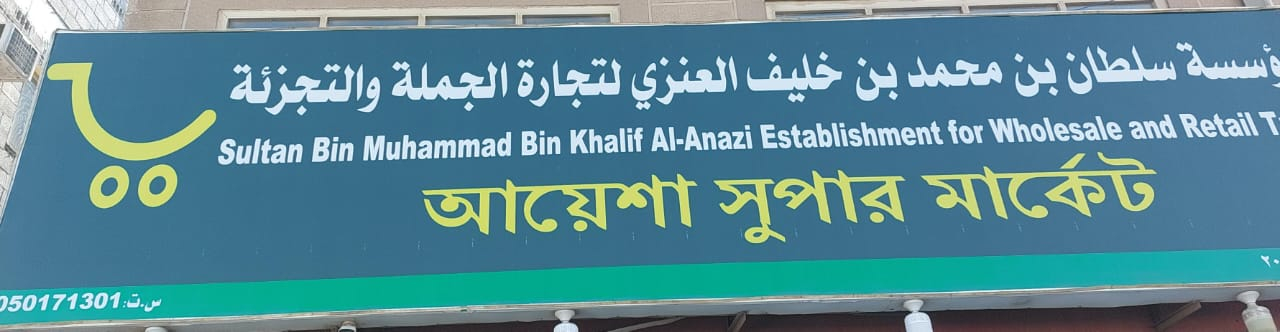 ؤسسة سلطان بن محمد بن خليف العنزي لتجارة الجملة والتجزئة
Sultan Bin Muhammad Bin Khalif Al-Anazi Establishment for Wholesale and Retail
আয়েশা সুপার মার্কেট
س.ت: 050171301
٢٠